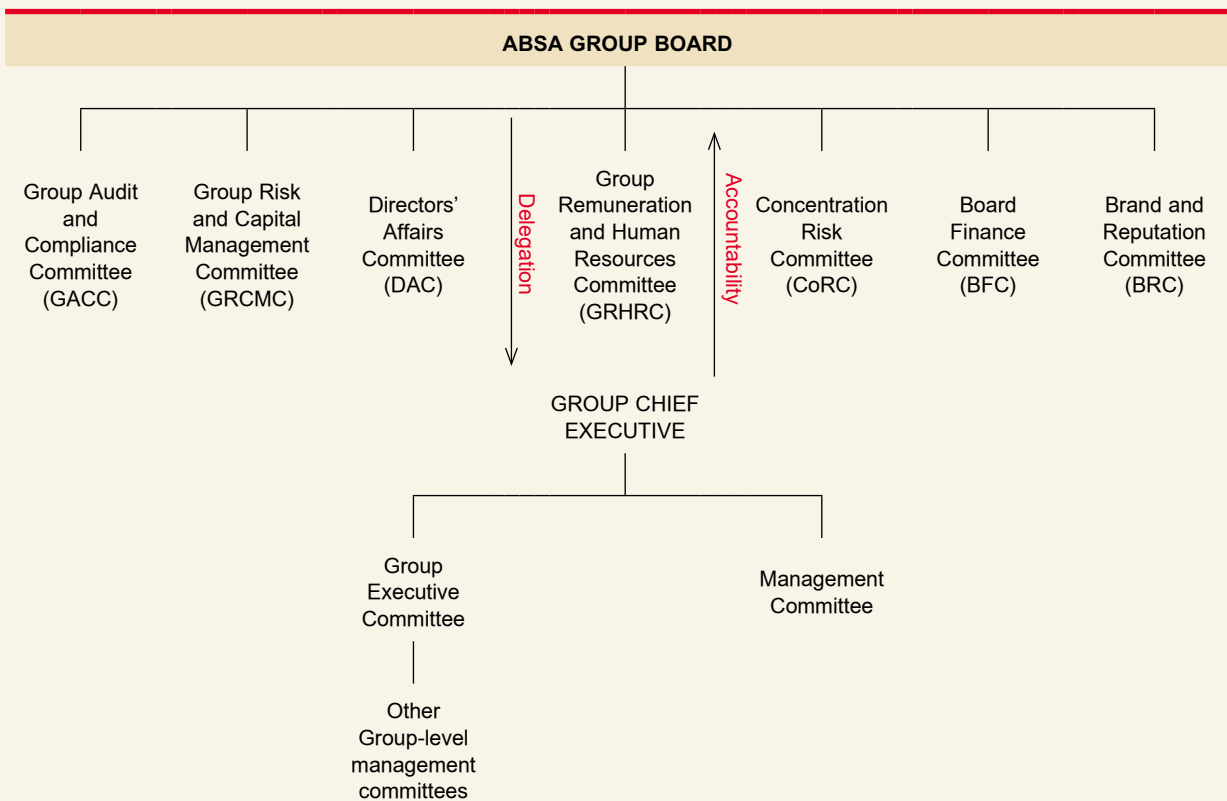 ABSA GROUP BOARD
Group Audit
and
Compliance
Committee
(GACC)
Group Risk
and Capital
Management
Committee
(GRCMC)
Directors’
Affairs
Committee
(DAC)
Delegation
Group
Remuneration
and Human
Resources
Committee
(GRHRC)
Accountability
Concentration
Risk
Committee
(CoRC)
Board
Finance
Committee
(BFC)
Brand and
Reputation
Committee
(BRC)
GROUP CHIEF
EXECUTIVE
Group
Executive
Committee
Management
Committee
Other
Group-level
management
committees